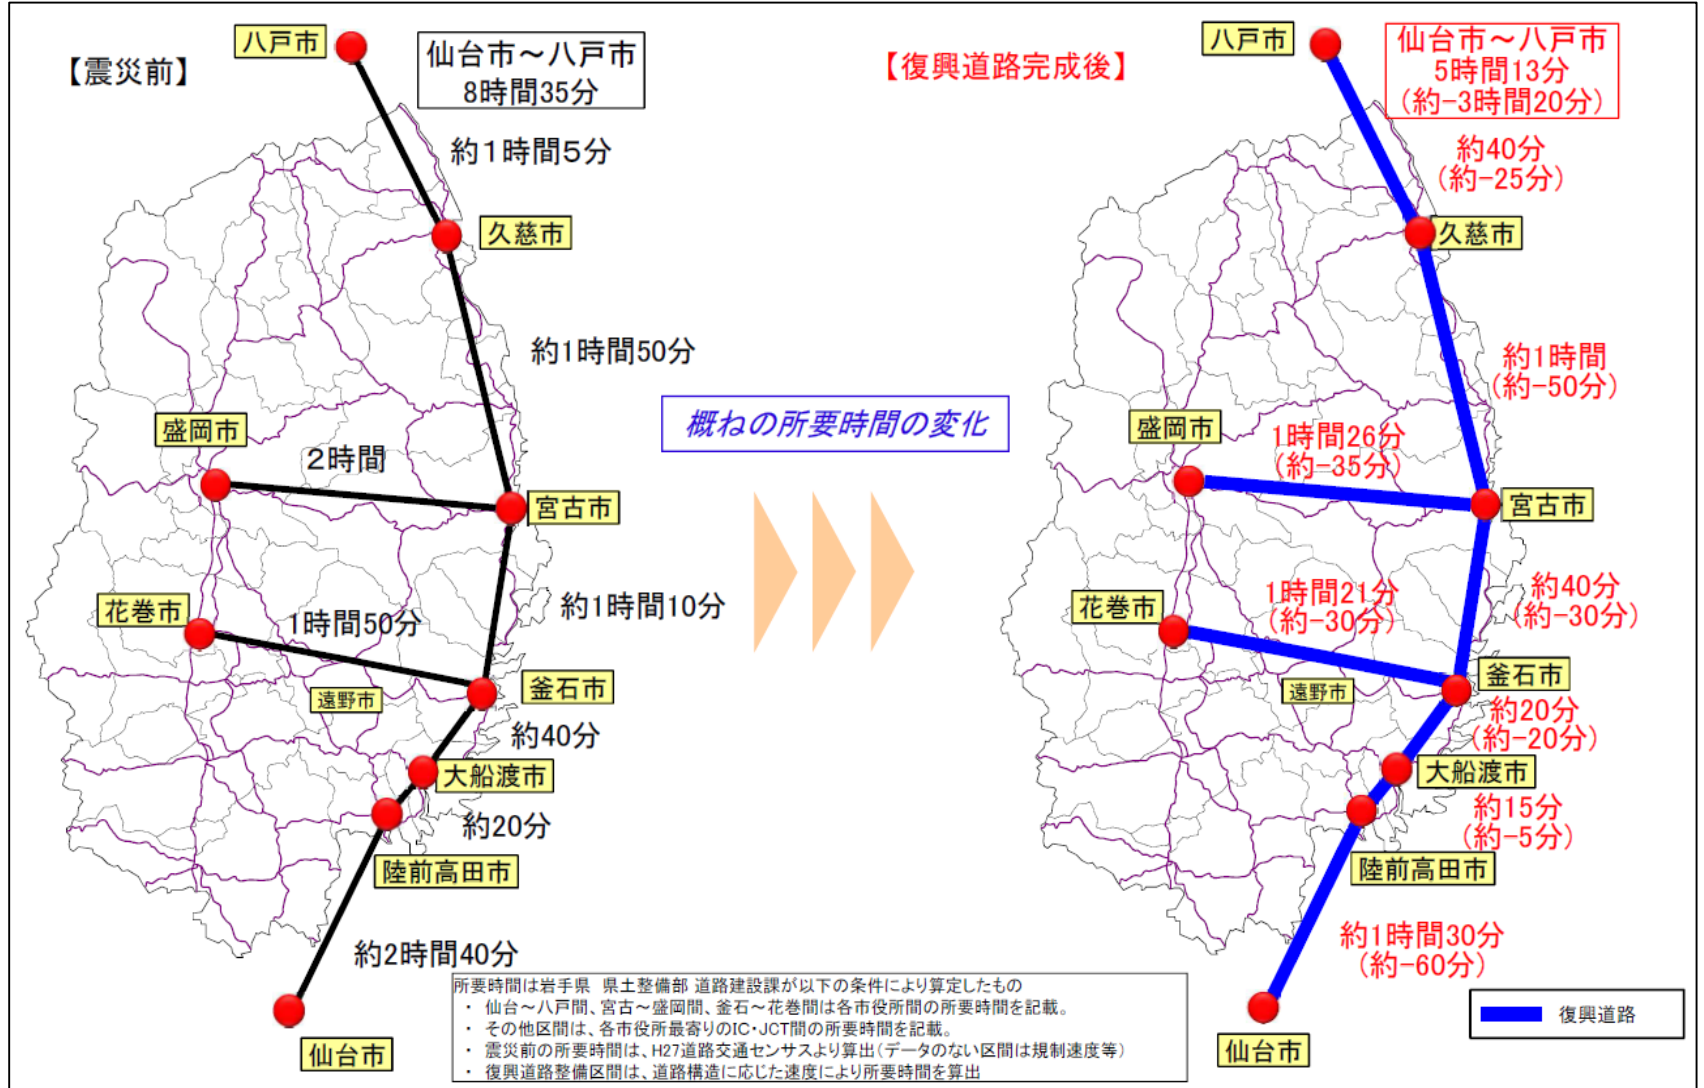 【震災前】
八戸市
仙台市～八戸市
8時間35分
約1時間5分
久慈市
約1時間50分
盛岡市
2時間
宮古市
約1時間10分
花巻市
1時間50分
釜石市
遠野市
約40分
大船渡市
約20分
陸前高田市
約2時間40分
仙台市
概ねの所要時間の変化
【復興道路完成後】
八戸市
仙台市～八戸市
5時間13分
(約-3時間20分)
約40分
(約-25分)
久慈市
約1時間
(約-50分)
盛岡市
1時間26分
(約-35分)
宮古市
約40分
(約-30分)
花巻市
1時間21分
(約-30分)
釜石市
遠野市
約20分
(約-20分)
大船渡市
約15分
(約-5分)
陸前高田市
約1時間30分
(約-60分)
仙台市
復興道路
所要時間は岩手県 県土整備部 道路建設課が以下の条件により算定したもの
・ 仙台～八戸間、宮古～盛岡間、釜石～花巻間は各市役所間の所要時間を記載。
・ その他区間は、各市役所最寄りのIC・JCT間の所要時間を記載。
・ 震災前の所要時間は、H27道路交通センサスより算出(データのない区間は規制速度等)
・ 復興道路整備区間は、道路構造に応じた速度により所要時間を算出